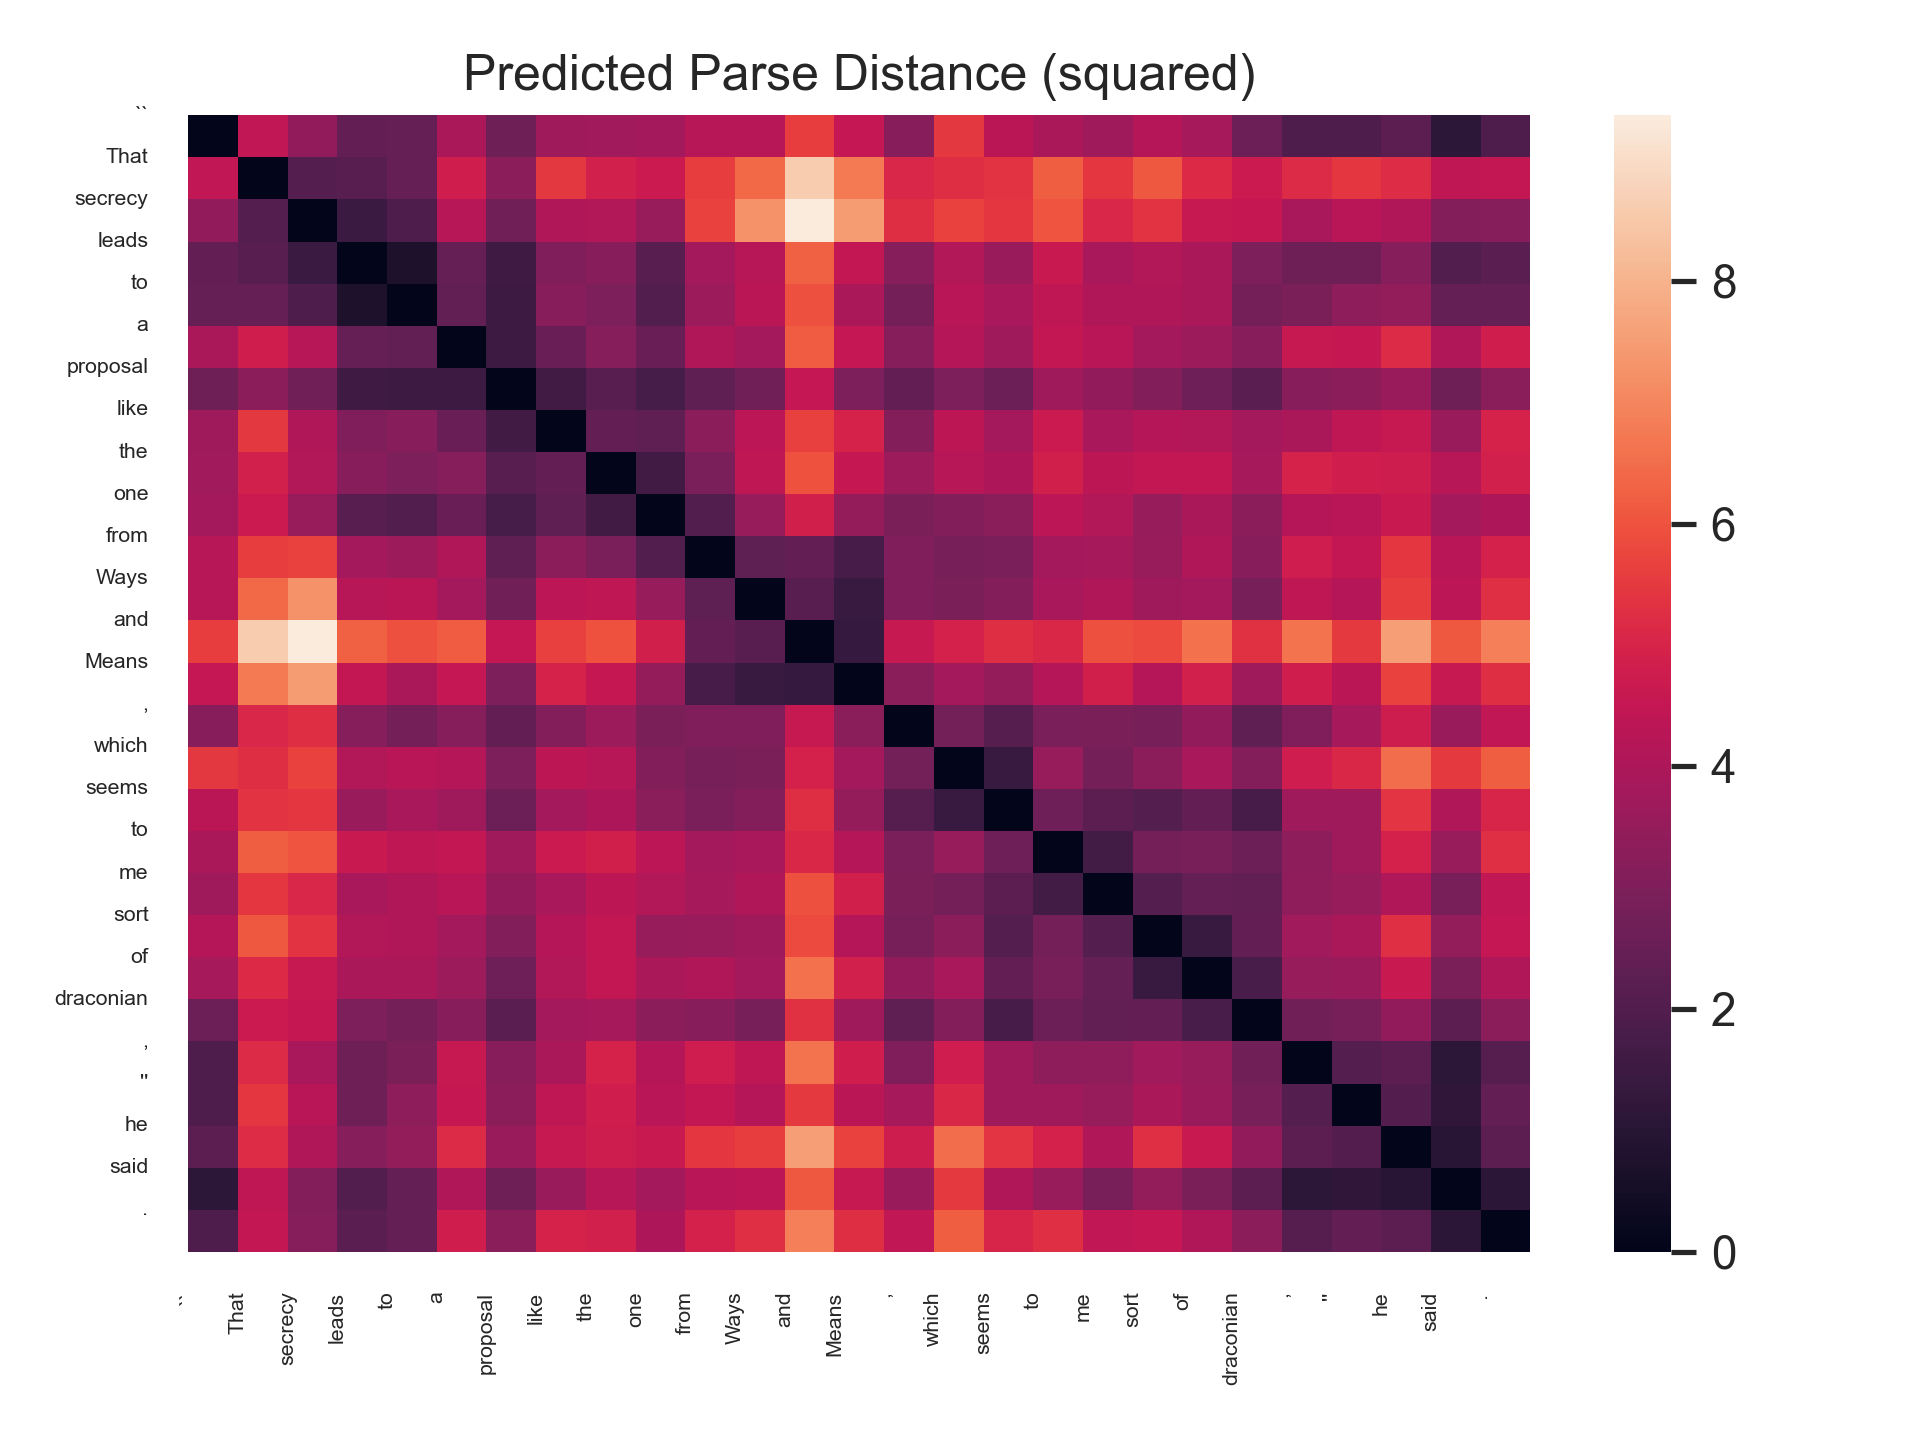 Predicted Parse Distance (squared)
``
That
secrecy
leads
to
a
proposal
like
the
one
from
Ways
and
Means
,
which
seems
to
me
sort
of
draconian
,
''
he
said
.
8
6
4
2
0
``
That
secrecy
leads
to
a
proposal
like
the
one
from
Ways
and
Means
,
which
seems
to
me
sort
of
draconian
,
''
he
said
.